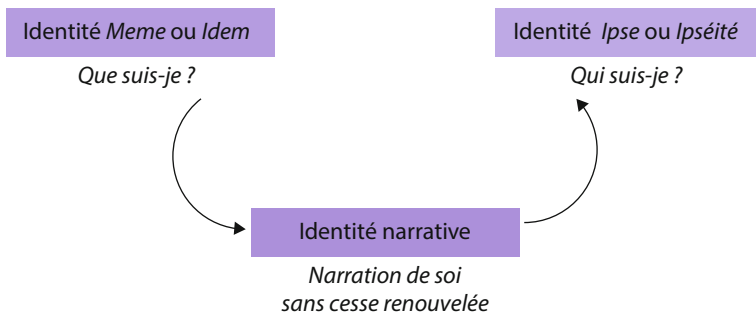 Identité Meme ou Idem
Que suis-je ?
Identité Ipse ou Ipséité
Qui suis-je ?
Identité narrative
Narration de soi
sans cesse renouvelée